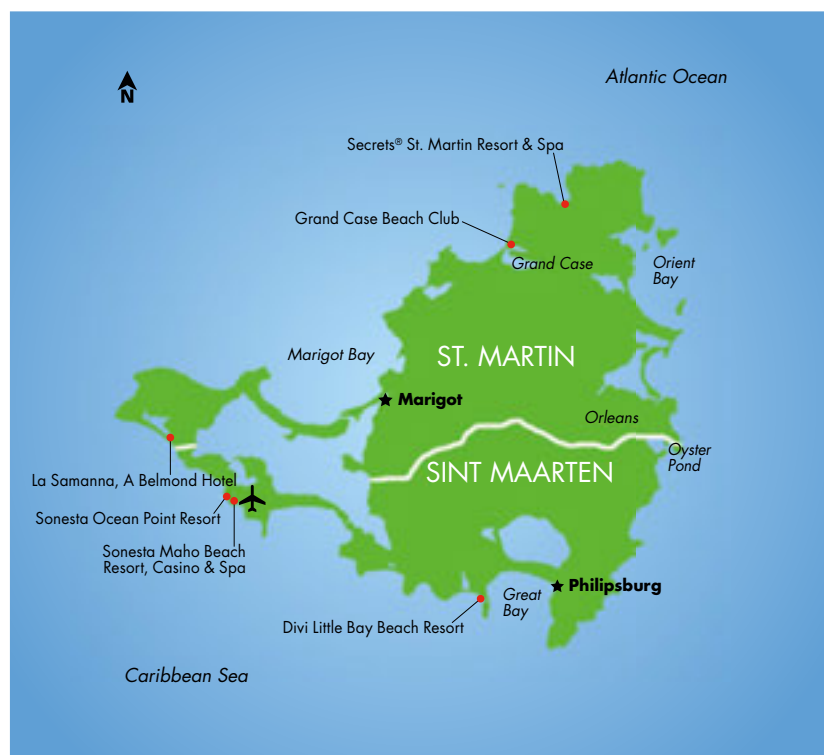 Atlantic Ocean
N
Secrets® St. Martin Resort & Spa
Grand Case Beach Club
Grand Case
Orient
Bay
Marigot Bay
ST. MARTIN
Marigot
Orleans
Oyster
Pond
SINT MAARTEN
La Samanna, A Belmond Hotel
Sonesta Ocean Point Resort
Sonesta Maho Beach
Resort, Casino & Spa
Philipsburg
Great
Bay
Divi Little Bay Beach Resort
Caribbean Sea